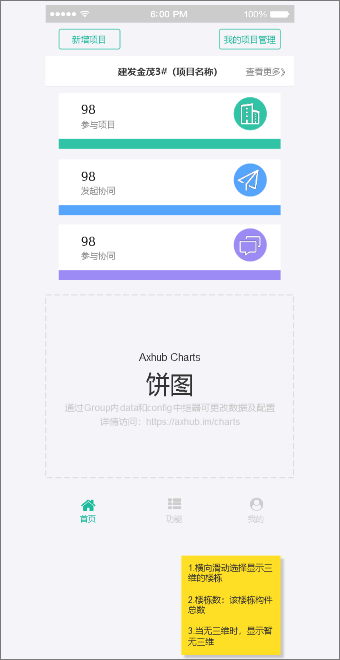 6:00 PM
100%
新增项目
我的项目管理
建发金茂3#（项目名称）
查看更多
98
参与项目
98
发起协同
98
参与协同
Axhub Charts
饼图
通过Group内data和config中继器可更改数据及配置
详情访问：https://axhub.im/charts
首页
功能
我的
1.横向滑动选择显示三
维的楼栋
2.楼栋数：该楼栋构件
总数
3.当无三维时，显示暂
无三维